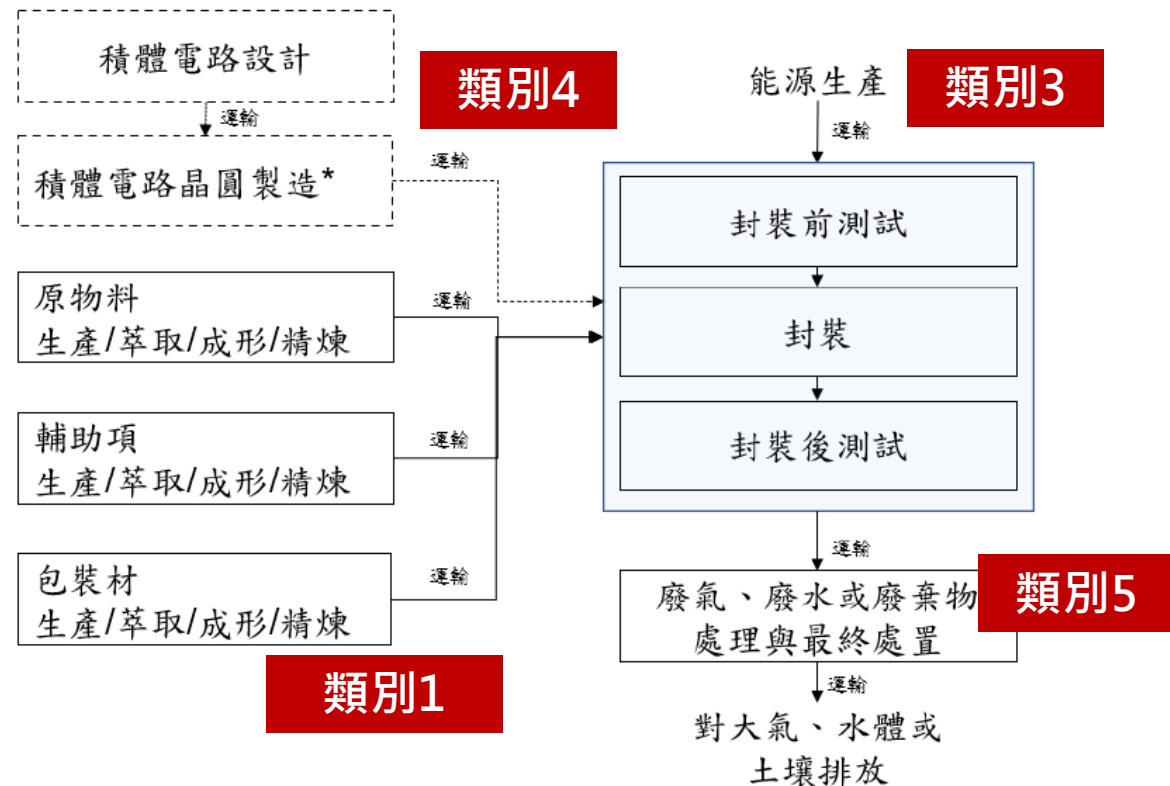 積體電路設計
運輸
積體電路晶圓製造*
運輸
類別4
原物料
生產/萃取/成形/精煉
運輸
輔助項
生產/萃取/成形/精煉
運輸
包裝材
生產/萃取/成形/精煉
運輸
類別1
能源生產
類別3
運輸
封裝前測試
封裝
封裝後測試
運輸
廢氣、廢水或廢棄物
處理與最終處置
類別5
運輸
對大氣、水體或
土壤排放